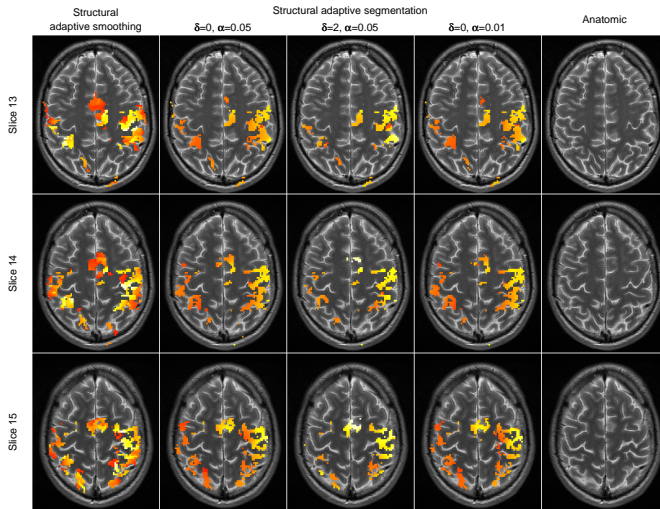 Structural
adaptive smoothing
Structural adaptive segmentation
δ=0, α=0.05
δ=2, α=0.05
δ=0, α=0.01
Anatomic
Slice 13
Slice 14
Slice 15